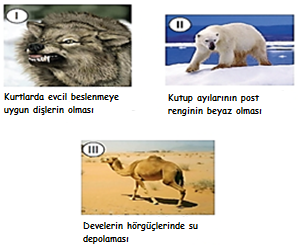 I
II
Kurtlarda evcil beslenmeye
uygun dişlerin olması
Kutup ayılarının post
renginin beyaz olması
III
Develerin hörgüçlerinde su
depolaması